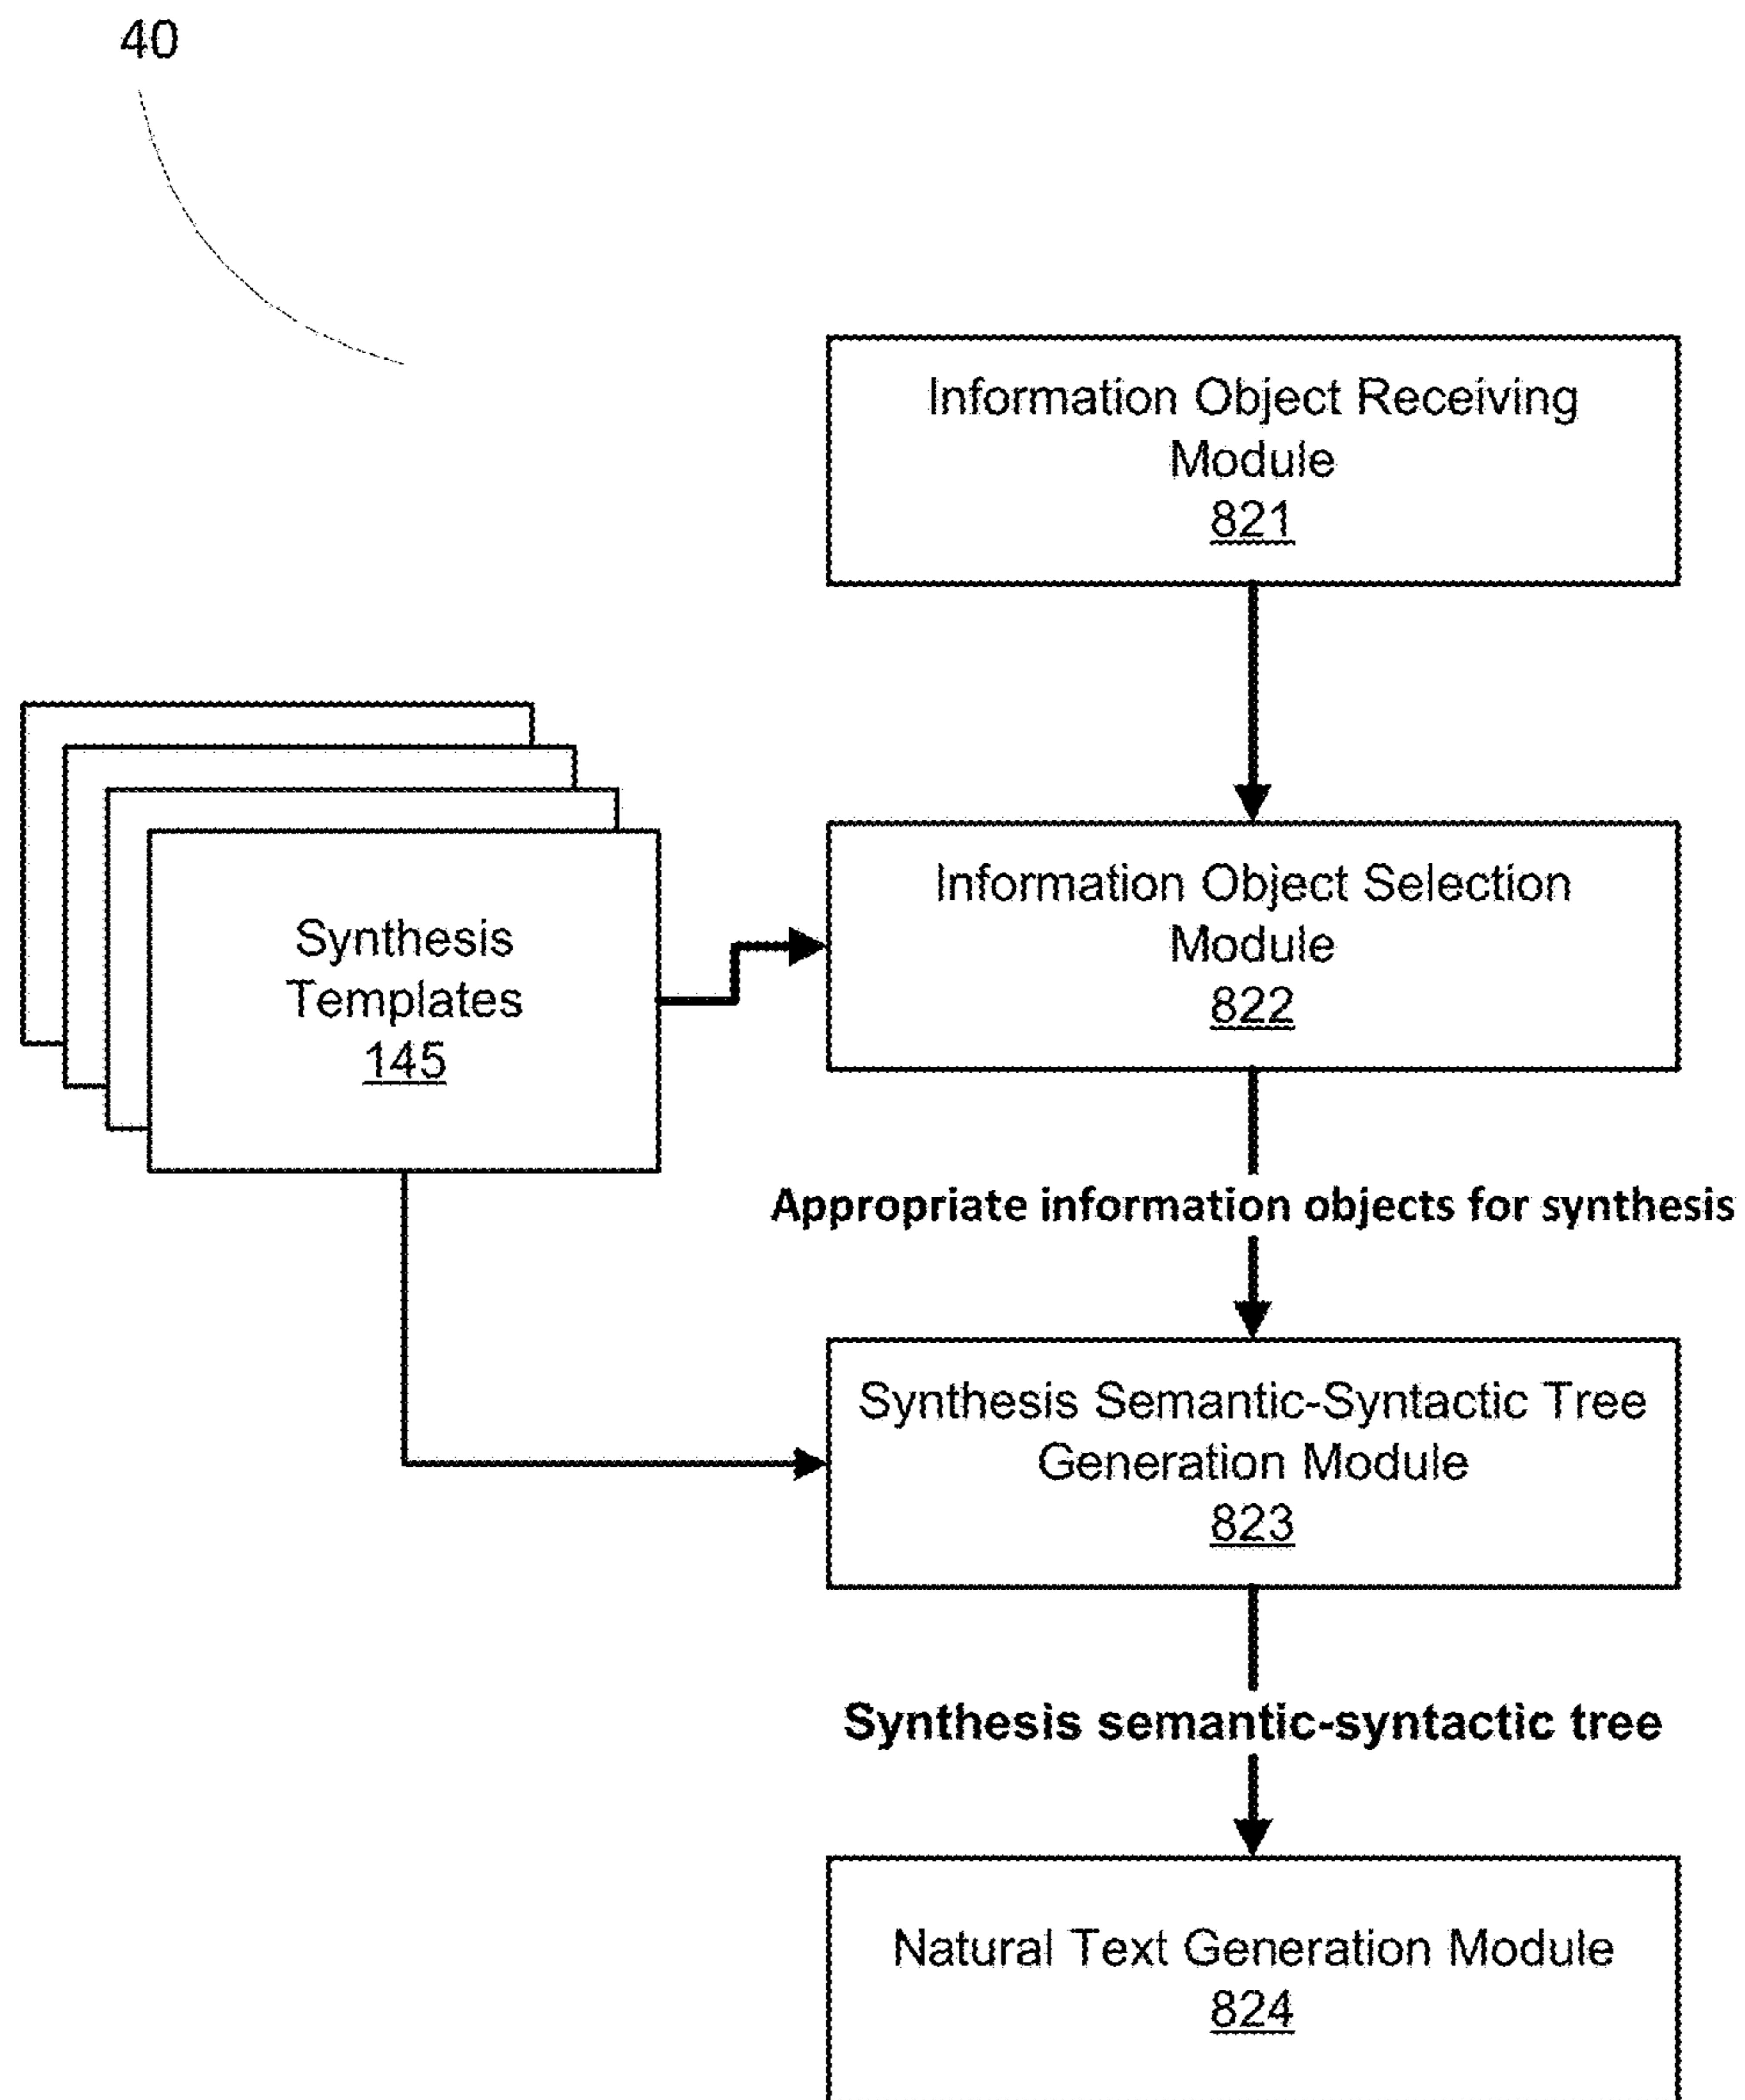 40
Information Object Receiving
Module
821
Information Object Selection
Module
822
Synthesis
Templates
145
Appropriate information objects for synthesis
Synthesis Semantic-Syntactic Tree
Generation Module
823
Synthesis semantic-syntactic tree
Natural Text Generation Module
824